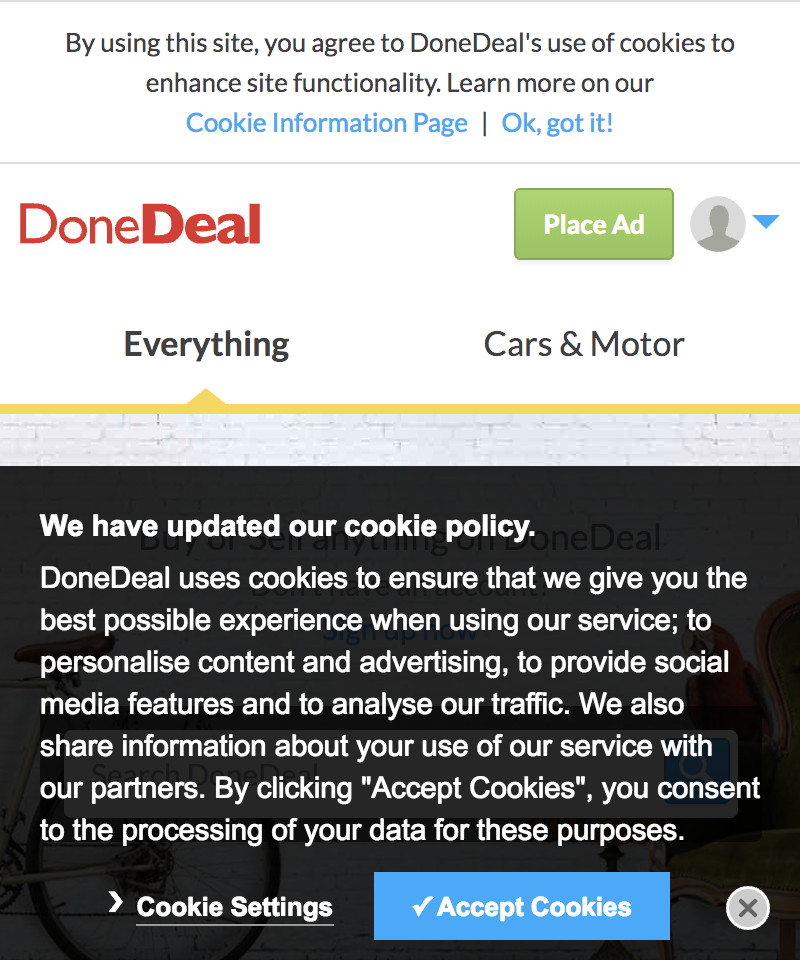 By using this site, you agree to DoneDeal's use of cookies to
enhance site functionality. Learn more on our
Cookie Information Page | Ok, got it!
DoneDeal
Place Ad
Everything
Cars & Motor
We have updated our cookie policy.
Buy or Sell anything on DoneDeal
DoneDeal uses cookies to ensure that we give you the
Don't have an account?
best possible experience when using our service; to
Sign up now
personalise content and advertising, to provide social
media features and to analyse our traffic. We also
share information about your use of our service with
Search DoneDeal
our partners. By clicking "Accept Cookies", you consent
to the processing of your data for these purposes.
Cookie Settings
✔Accept Cookies